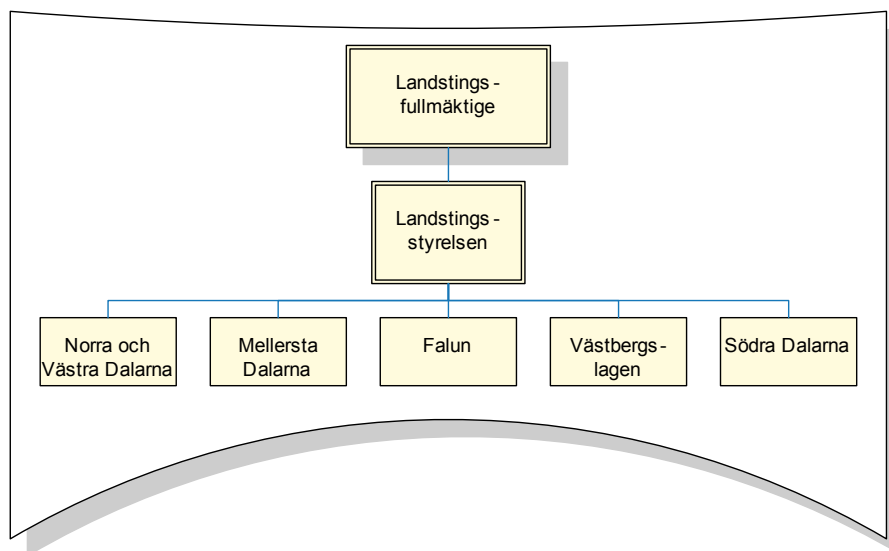 Landstings -
fullmäktige
Landstings -
styrelsen
Norra och
Västra Dalarna
Mellersta
Dalarna
Falun
Västbergs-
lagen
Södra Dalarna